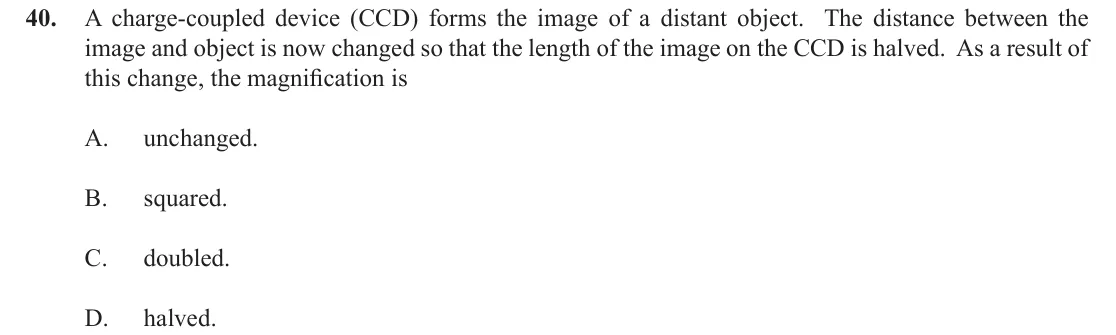 40. A charge-coupled device (CCD) forms the image of a distant object. The distance between the
image and object is now changed so that the length of the image on the CCD is halved. As a result of
this change, the magnification is
A. unchanged.
B. squared.
C. doubled.
D. halved.